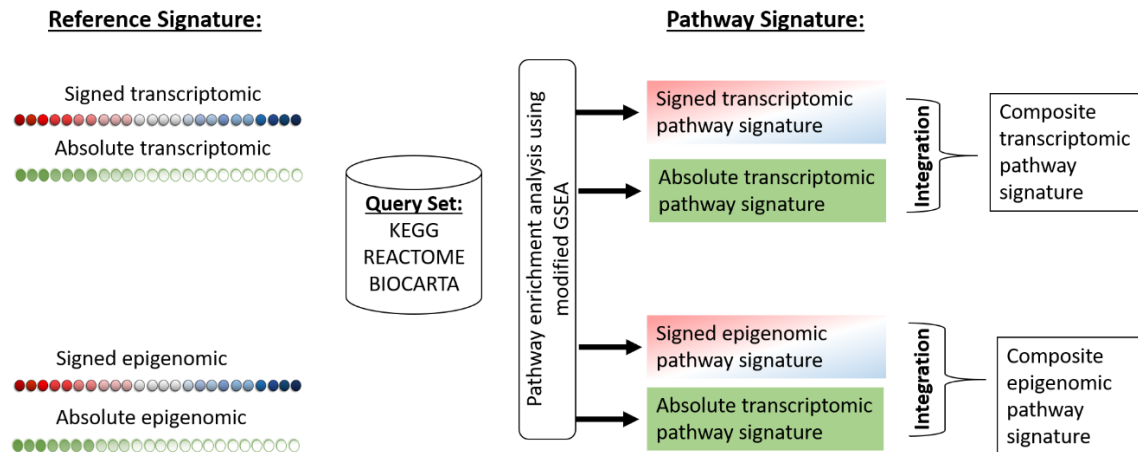 Reference Signature:
Signed transcriptomic
Absolute transcriptomic
Signed epigenomic
Absolute epigenomic
Query Set:
KEGG
REACTOME
BIOCARTA
Pathway enrichment analysis using
modified GSEA
Pathway Signature:
Signed transcriptomic
pathway signature
Absolute transcriptomic
pathway signature
Integration
Composite
transcriptomic
pathway
signature
Signed epigenomic
pathway signature
Absolute transcriptomic
pathway signature
Integration
Composite
epigenomic
pathway
signature